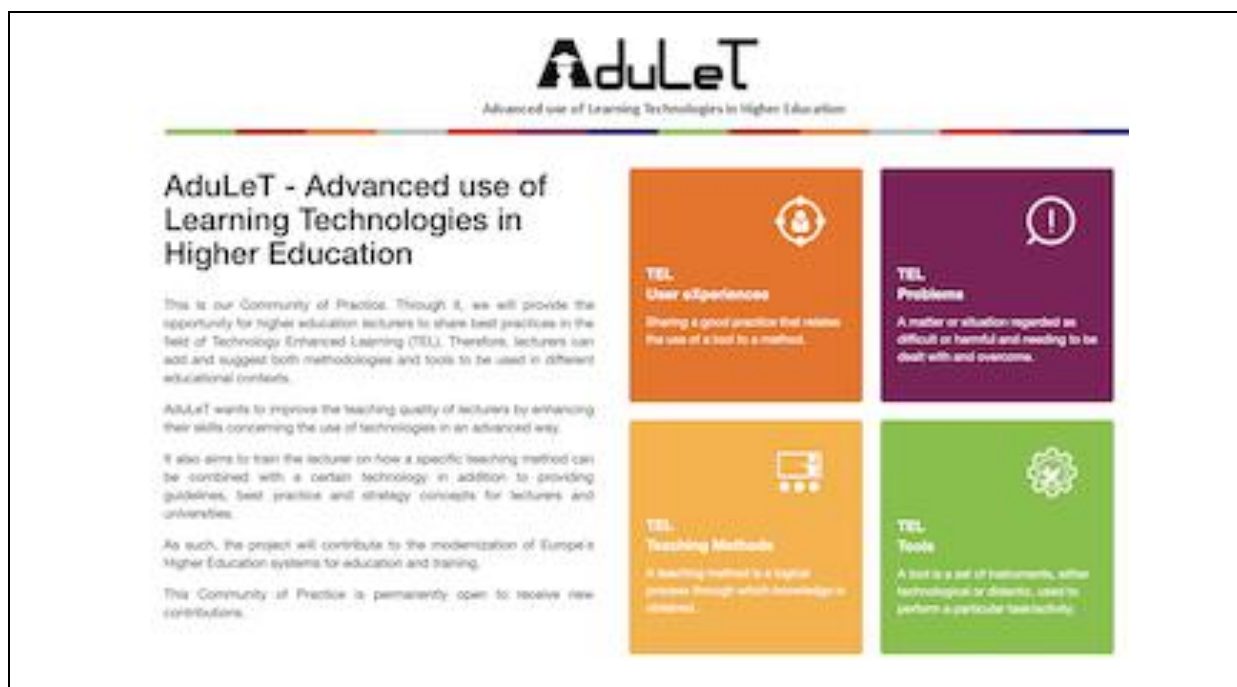 AduLeT
Advanced use of Learning Technologies in Higher Education
AduLeT - Advanced use of
Learning Technologies in
Higher Education
This is our Community of Practice. Through it, we will provide the
opportunity for higher education lecturers to share best practices in the
field of Technology Enhanced Learning (TEL). Therefore, lecturers can
add and suggest both methodologies and tools to be used in different
educational contexts.
AduLeT wants to improve the teaching quality of lecturers by enhancing
their skills concerning the use of technologies in an advanced way.
It also aims to train the lecturer on how a specific teaching method can
be combined with a certain technology in addition to providing
guidelines, best practice and strategy concepts for lecturers and
universities.
As such, the project will contribute to the modernization of Europe's
Higher Education systems for education and training.
This Community of Practice is permanently open to receive new
contributions.
TEL
User eXperiences
Sharing a good practice that relates
the use of a tool to a method.
TEL
Problems
A matter or situation regarded as
difficult or harmful and needing to be
dealt with and overcome.
TEL
Teaching Methods
A teaching method is a logical
process through which knowledge is
obtained.
TEL
Tools
A tool is a set of instruments, either
technological or didactic, used to
perform a particular task/activity.